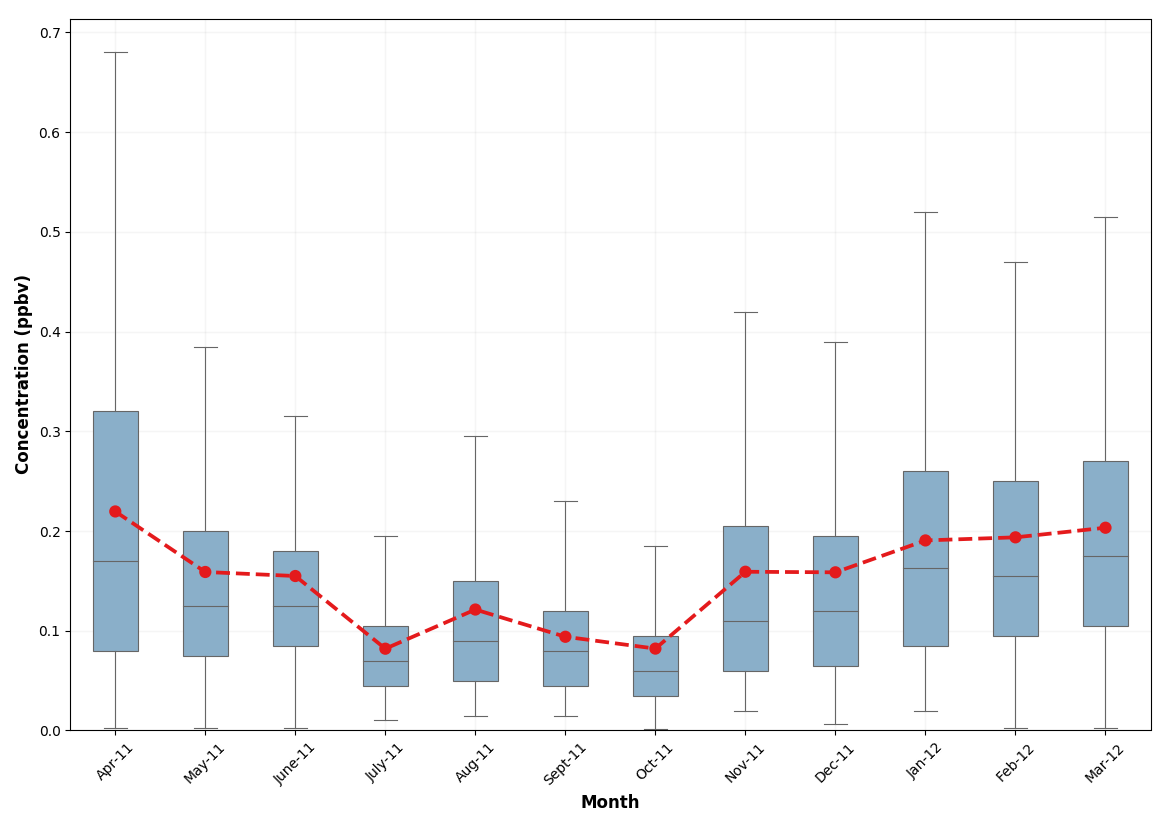 0.7
0.6
0.5
0.4
0.3
0.2
0.1
0.0
Concentration (ppbv)
Apr-11
May-11
June-11
July-11
Aug-11
Sept-11
Oct-11
Nov-11
Dec-11
Jan-12
Feb-12
Mar-12
Month